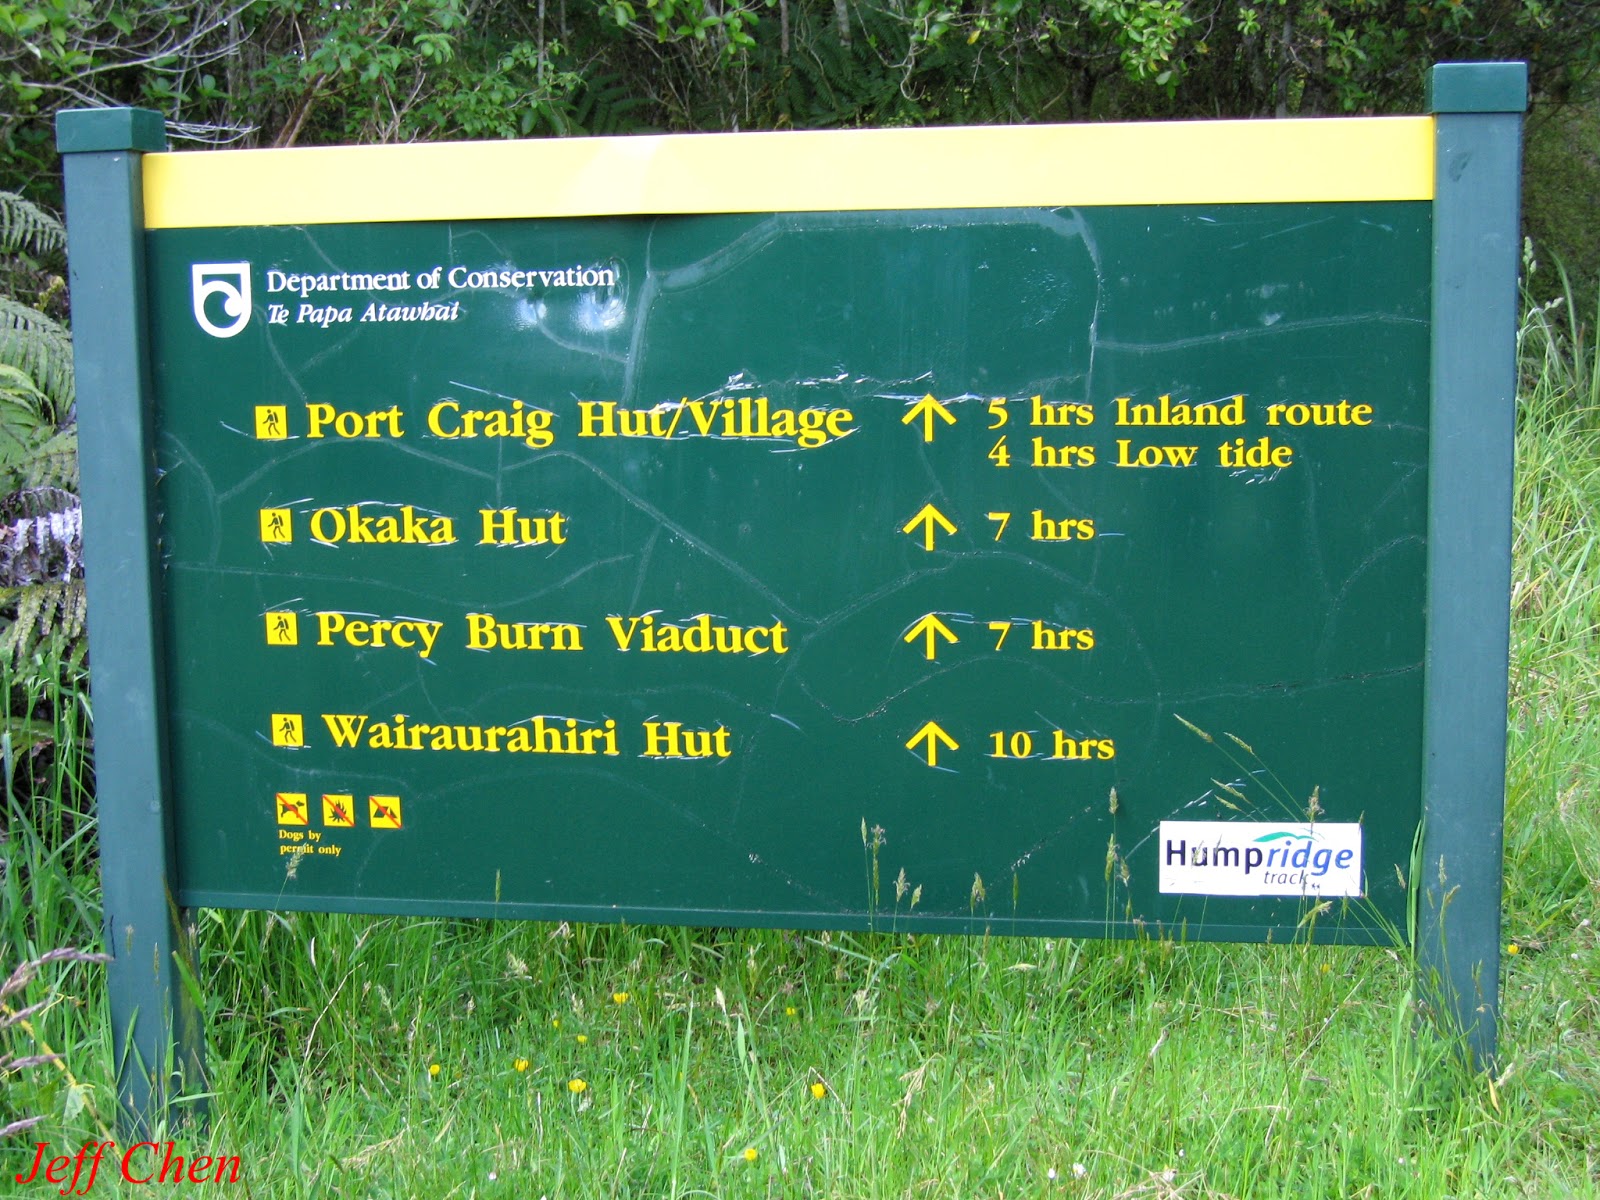 Department of Conservation
Te Papa Atawhai
Port Craig Hut/Village 5 hrs Inland route
4 hrs Low tide
Okaka Hut 7 hrs
Percy Burn Viaduct 7 hrs
Wairaurahiri Hut 10 hrs
Dogs by
permit only
Humpridge
track
Jeff Chen